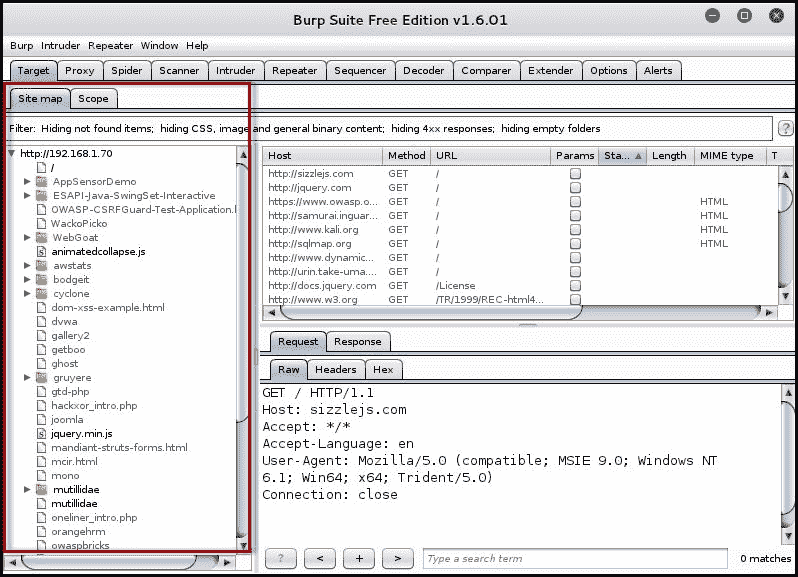 Burp Suite Free Edition v1.6.01
Burp Intruder Repeater Window Help
Target Proxy Spider Scanner Intruder Repeater Sequencer Decoder Comparer Extender Options Alerts
Site map Scope
Filter: Hiding not found items; hiding CSS, image and general binary content; hiding 4xx responses; hiding empty folders
?
http://192.168.1.70
/
AppSensorDemo
ESAPI-Java-SwingSet-Interactive
OWASP-CSRFGuard-Test-Application.
WackoPicko
WebGoat
animatedcollapse.js
awstats
bodgeit
cyclone
dom-xss-example.html
dvwa
gallery2
getboo
ghost
gruyere
gtd-php
hackxor_intro.php
joomla
jquery.min.js
mandiant-struts-forms.html
mcir.html
mono
mutillidae
mutillidae
oneliner_intro.php
orangehrm
owaspbricks
Host Method URL Params Sta... Length MIME type T
http://sizzlejs.com GET /
http://jquery.com GET /
https://www.owasp.o... GET / HTML
http://samurai.inguar... GET / HTML
http://www.kali.org GET / HTML
http://sqlmap.org GET / HTML
http://www.dynamic... GET /
http://urin.take-uma.... GET /
http://docs.jquery.com GET /License
http://www.w3.org GET /TR/1999/REC-html4...
Request Response
Raw Headers Hex
GET / HTTP/1.1
Host: sizzlejs.com
Accept: */*
Accept-Language: en
User-Agent: Mozilla/5.0 (compatible; MSIE 9.0; Windows NT
6.1; Win64; x64; Trident/5.0)
Connection: close
? < + > Type a search term 0 matches